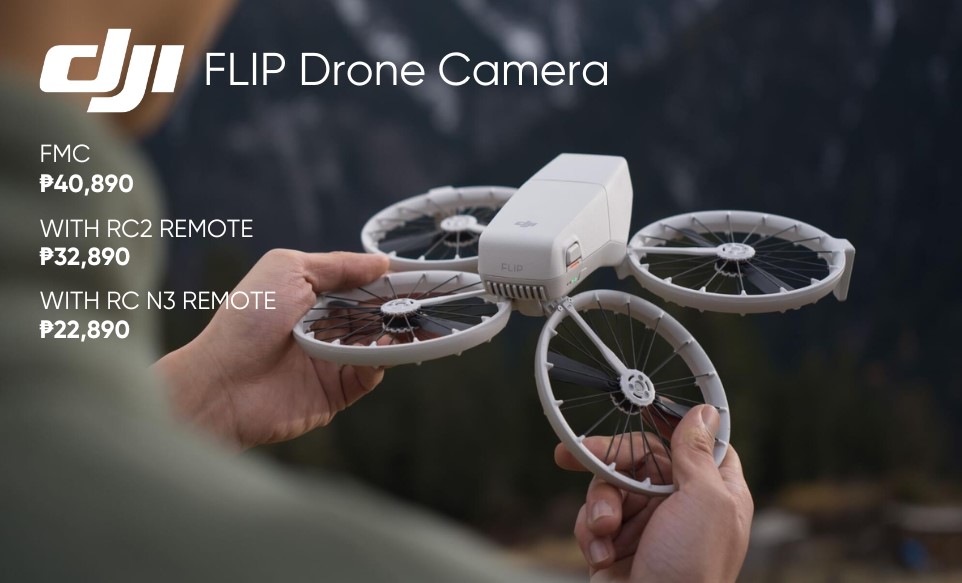 dji FLIP Drone Camera
FMC
₱40,890
WITH RC2 REMOTE
₱32,890
WITH RC N3 REMOTE
₱22,890
dji
FLIP